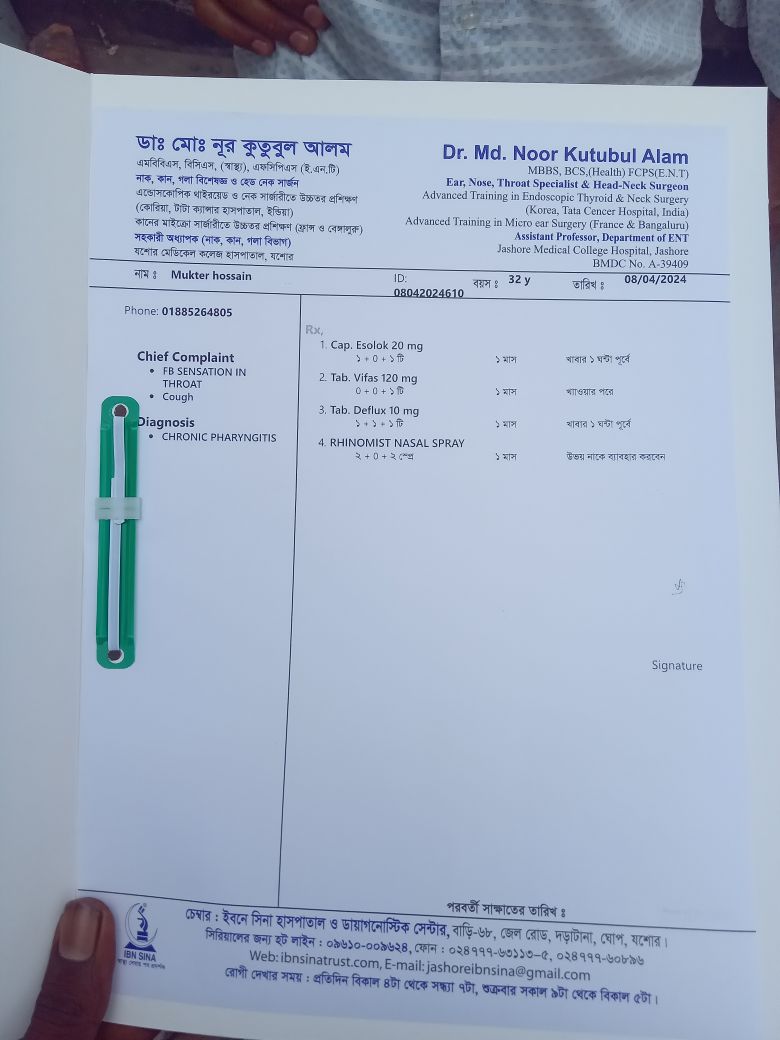 ডাঃ মোঃ নূর কুতুবুল আলম
এমবিবিএস, বিসিএস, (স্বাস্থ্য), এফসিপিএস (ই.এন.টি)
নাক, কান, গলা বিশেষজ্ঞ ও হেড নেক সার্জন
এন্ডোসকোপিক থাইরয়েড ও নেক সার্জারীতে উচ্চতর প্রশিক্ষণ
(কোরিয়া, টাটা ক্যান্সার হাসপাতাল, ইন্ডিয়া)
কানের মাইক্রো সার্জারীতে উচ্চতর প্রশিক্ষণ (ফ্রান্স ও বেঙ্গালুরু)
সহকারী অধ্যাপক (নাক, কান, গলা বিভাগ)
যশোর মেডিকেল কলেজ হাসপাতাল, যশোর
Dr. Md. Noor Kutubul Alam
MBBS, BCS,(Health) FCPS(E.N.T)
Ear, Nose, Throat Specialist & Head-Neck Surgeon
Advanced Training in Endoscopic Thyroid & Neck Surgery
(Korea, Tata Cencer Hospital, India)
Advanced Training in Micro ear Surgery (France & Bangaluru)
Assistant Professor, Department of ENT
Jashore Medical College Hospital, Jashore
BMDC No. A-39409
নাম ঃ Mukter hossain ID: 08042024610 বয়স ঃ 32 y তারিখ ঃ 08/04/2024
Phone: 01885264805
Chief Complaint
• FB SENSATION IN
THROAT
• Cough
Diagnosis
• CHRONIC PHARYNGITIS
Rx,
1. Cap. Esolok 20 mg
১ + 0 + ১ টি ১ মাস খাবার ১ ঘন্টা পূর্বে
2. Tab. Vifas 120 mg
0 + 0 + ১ টি ১ মাস খাওয়ার পরে
3. Tab. Deflux 10 mg
১ + ১ + ১ টি ১ মাস খাবার ১ ঘন্টা পূর্বে
4. RHINOMIST NASAL SPRAY
২ + 0 + ২ স্প্রে ১ মাস উভয় নাকে ব্যাবহার করবেন
Signature
পরবর্তী সাক্ষাতের তারিখ ঃ
IBN SINA
চেম্বার : ইবনে সিনা হাসপাতাল ও ডায়াগনোস্টিক সেন্টার, বাড়ি-৬৮, জেল রোড, দড়াটানা, ঘোপ, যশোর।
সিরিয়ালের জন্য হট লাইন : ০৯৬১০-০০৯৬২৪, ফোন : ০২৪৭৭৭-৬৩১১৩-৫, ০২৪৭৭৭-৬০৮৯৬
Web: ibnsinatrust.com, E-mail: jashoreibnsina@gmail.com
রোগী দেখার সময় : প্রতিদিন বিকাল ৪টা থেকে সন্ধ্যা ৭টা, শুক্রবার সকাল ৯টা থেকে বিকাল ৫টা।